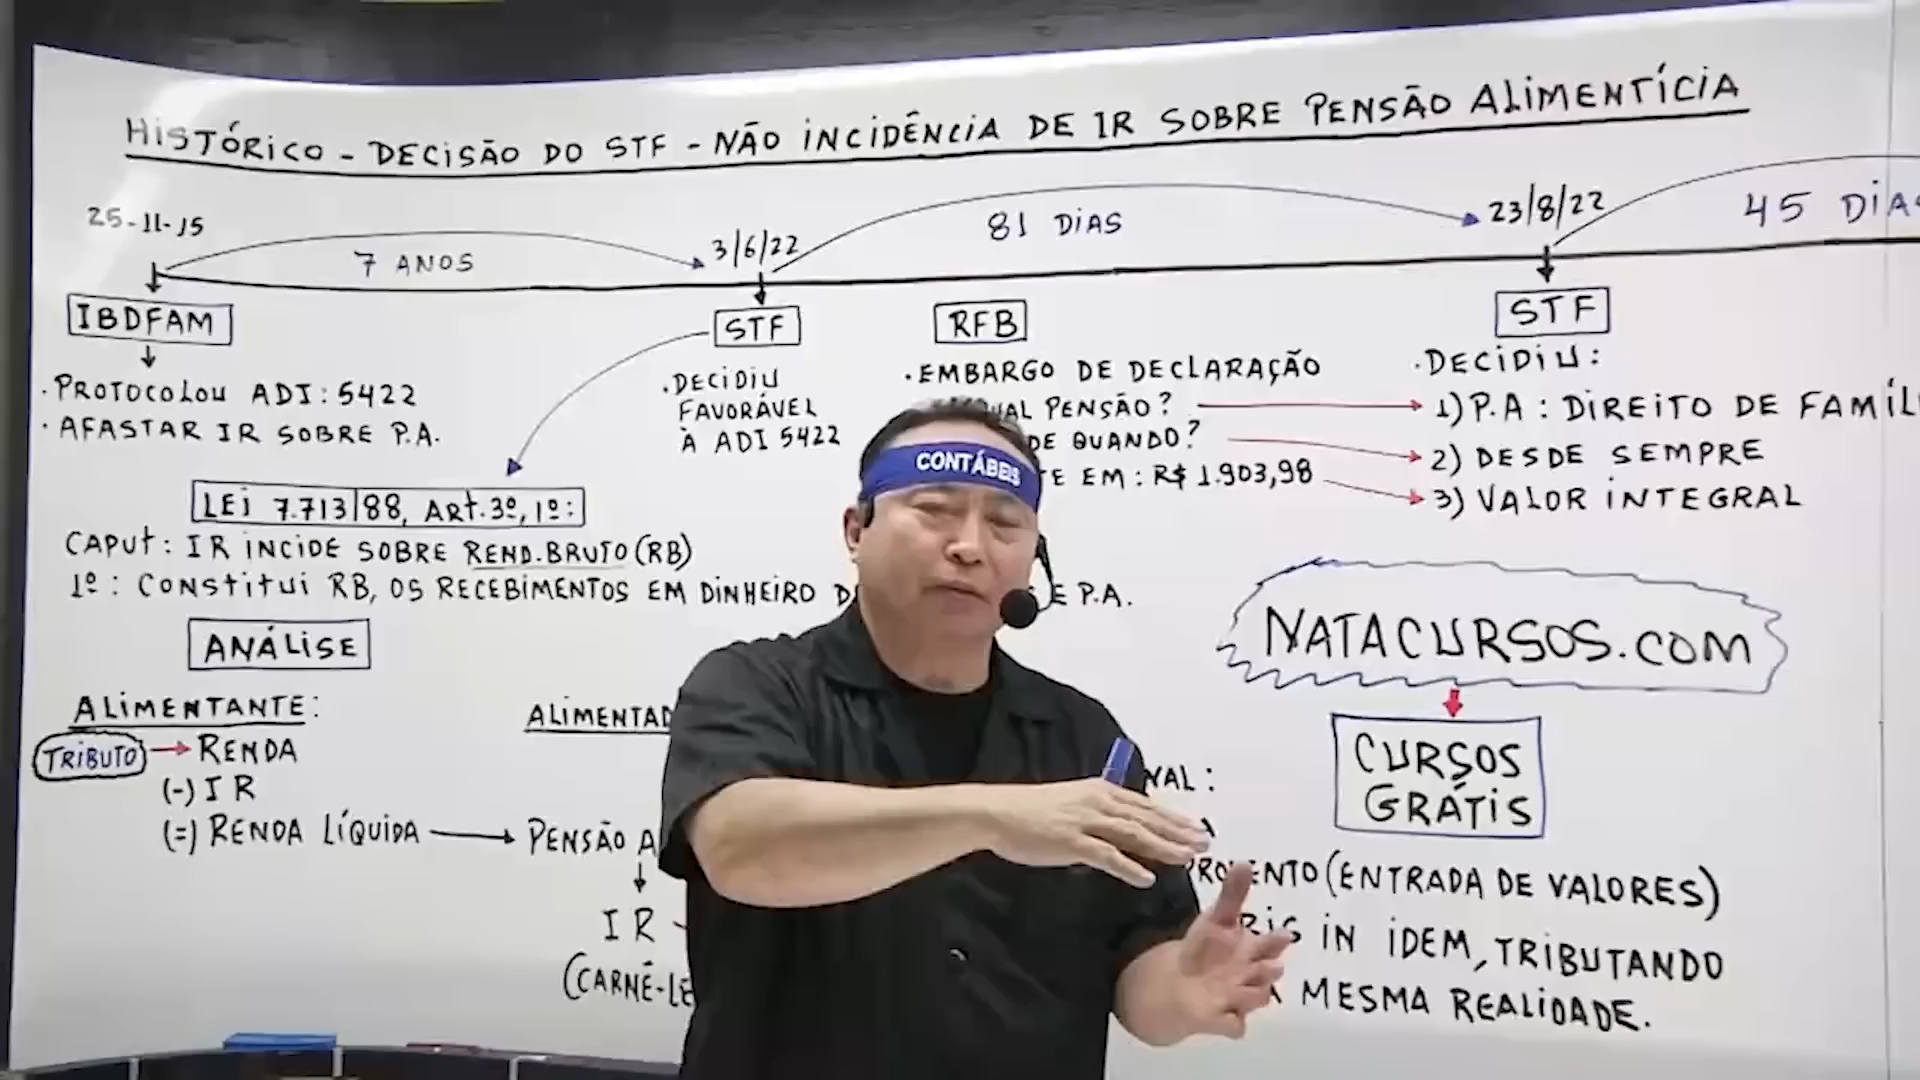 HISTÓRICO - DECISÃO DO STF - NÃO INCIDÊNCIA DE IR SOBRE PENSÃO ALIMENTÍCIA
25-11-15
7 ANOS
3/6/22
81 DIAS
23/8/22
45 DIAS
IBDFAM
· PROTOCOLOU ADI: 5422
· AFASTAR IR SOBRE P.A.
STF
· DECIDIU
FAVORÁVEL
À ADI 5422
RFB
· EMBARGO DE DECLARAÇÃO
PENSÃO?
DE QUANDO?
EM: R$ 1.903,98
STF
· DECIDIU:
1) P.A: DIREITO DE
2) DESDE SEMPRE
3) VALOR INTEGRAL
LEI 7.713/88, ART. 3º, 1º:
CAPUT: IR INCIDE SOBRE REND. BRUTO (RB)
1º: CONSTITUI RB, OS RECEBIMENTOS EM DINHEIRO
E P.A.
CONTÁBEIS
ANÁLISE
ALIMENTANTE:
TRIBUTO
RENDA
(-) IR
(=) RENDA LÍQUIDA
PENSÃO
IR
NATACURSOS.COM
CURSOS
GRÁTIS
(ENTRADA DE VALORES)
IN IDEM, TRIBUTANDO
MESMA REALIDADE.